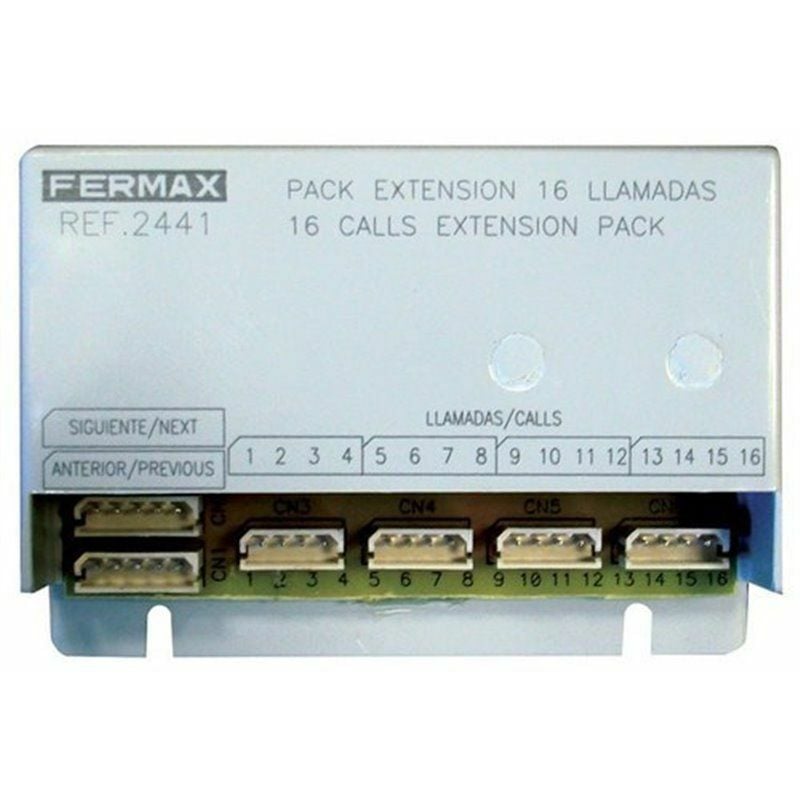 FERMAX
REF.2441
PACK EXTENSION 16 LLAMADAS
16 CALLS EXTENSION PACK
SIGUIENTE/NEXT
ANTERIOR/PREVIOUS
LLAMADAS/CALLS
1 2 3 4 5 6 7 8 9 10 11 12 13 14 15 16
CN3 CN4 CN5
CN1
1 2 3 4 5 6 7 8 9 10 11 12 13 14 15 16